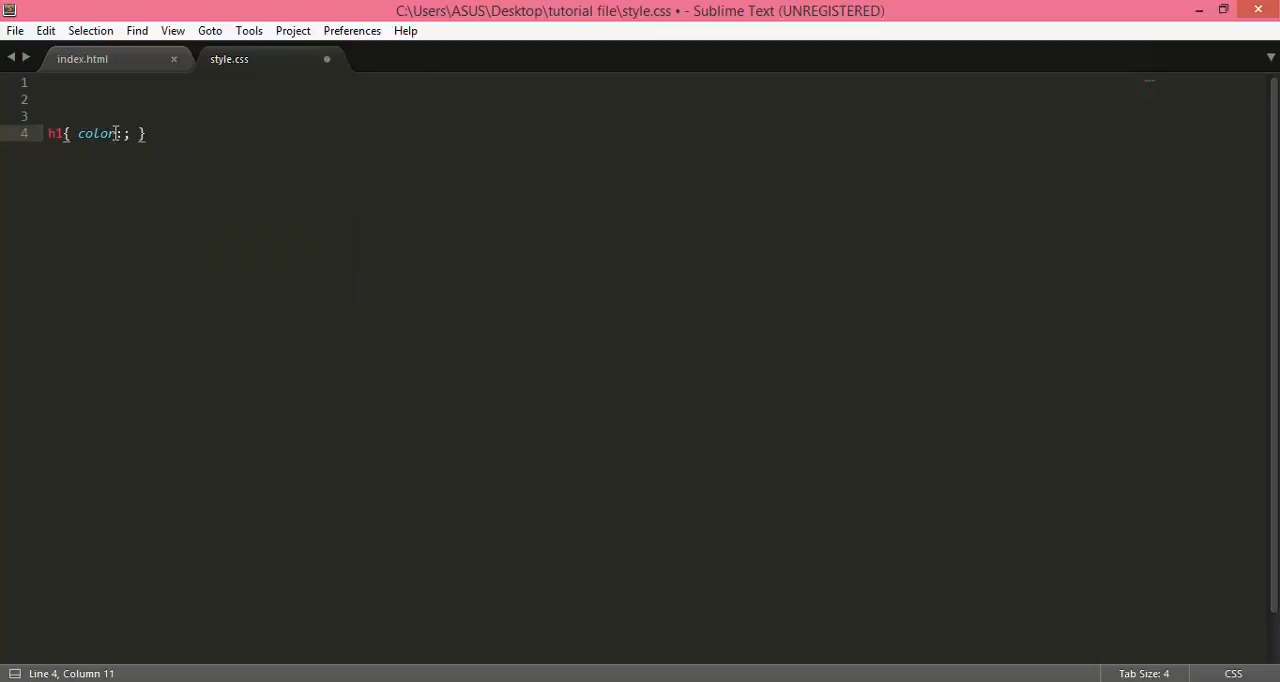 C:\Users\ASUS\Desktop\tutorial file\style.css • - Sublime Text (UNREGISTERED)
File Edit Selection Find View Goto Tools Project Preferences Help
index.html style.css
1
2
3
4 h1{ color:; }
Line 4, Column 11 Tab Size: 4 CSS